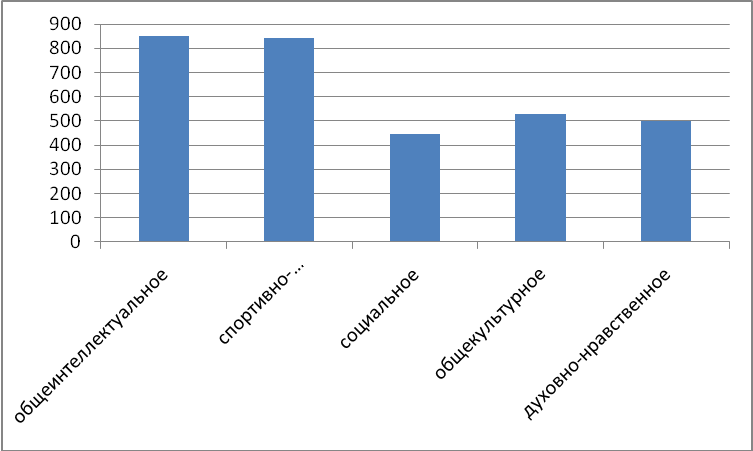 900
800
700
600
500
400
300
200
100
0
общеинтеллектуальное
спортивно-...
социальное
общекультурное
духовно-нравственное